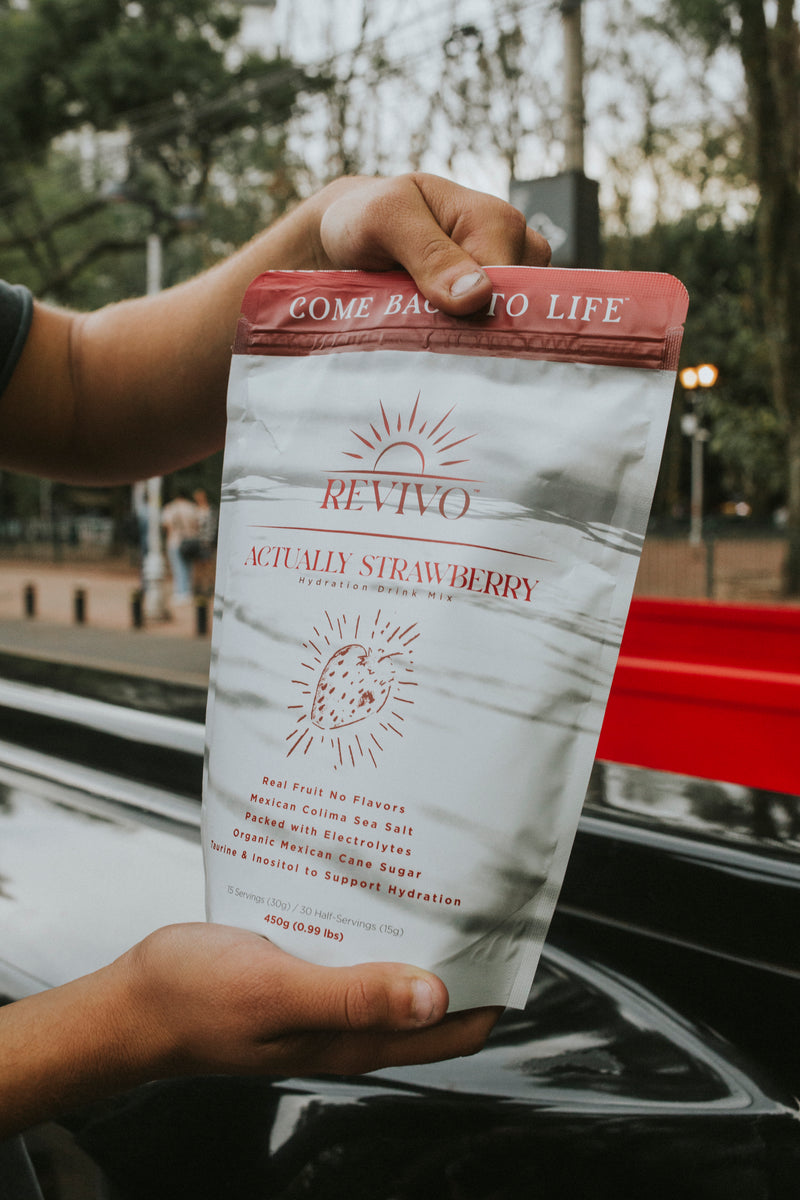 COME BACK TO LIFE™
REVIVO™
ACTUALLY STRAWBERRY
Hydration Drink Mix
Real Fruit No Flavors
Mexican Colima Sea Salt
Packed with Electrolytes
Organic Mexican Cane Sugar
Taurine & Inositol to Support Hydration
15 Servings (30g) / 30 Half-Servings (15g)
450g (0.99 lbs)